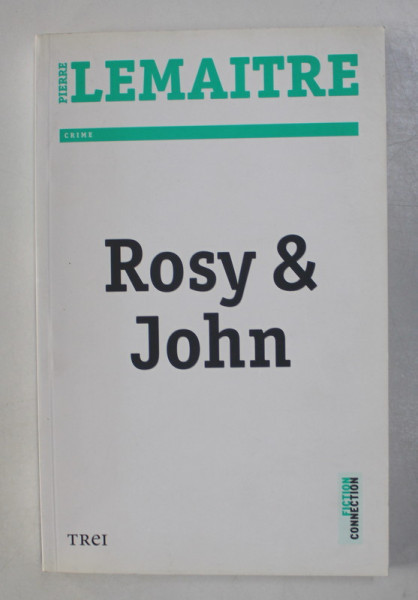 PIERRE
LEMAITRE
CRIME
Rosy &
John
FICTION
CONNECTION
TREI